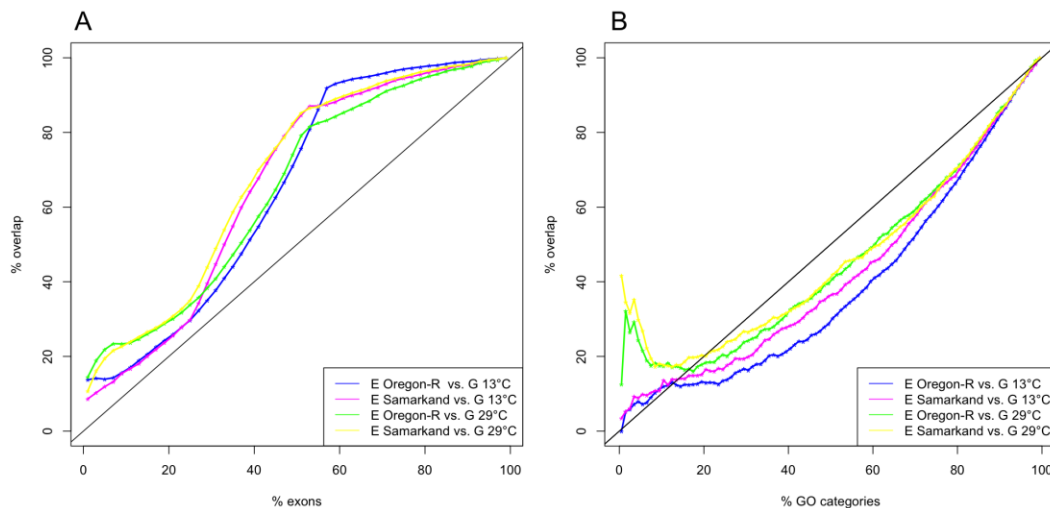 A
% overlap
100
80
60
40
20
0
0 20 40 60 80 100
% exons
E Oregon-R vs. G 13°C
E Samarkand vs. G 13°C
E Oregon-R vs. G 29°C
E Samarkand vs. G 29°C
B
% overlap
100
80
60
40
20
0
0 20 40 60 80 100
% GO categories
E Oregon-R vs. G 13°C
E Samarkand vs. G 13°C
E Oregon-R vs. G 29°C
E Samarkand vs. G 29°C